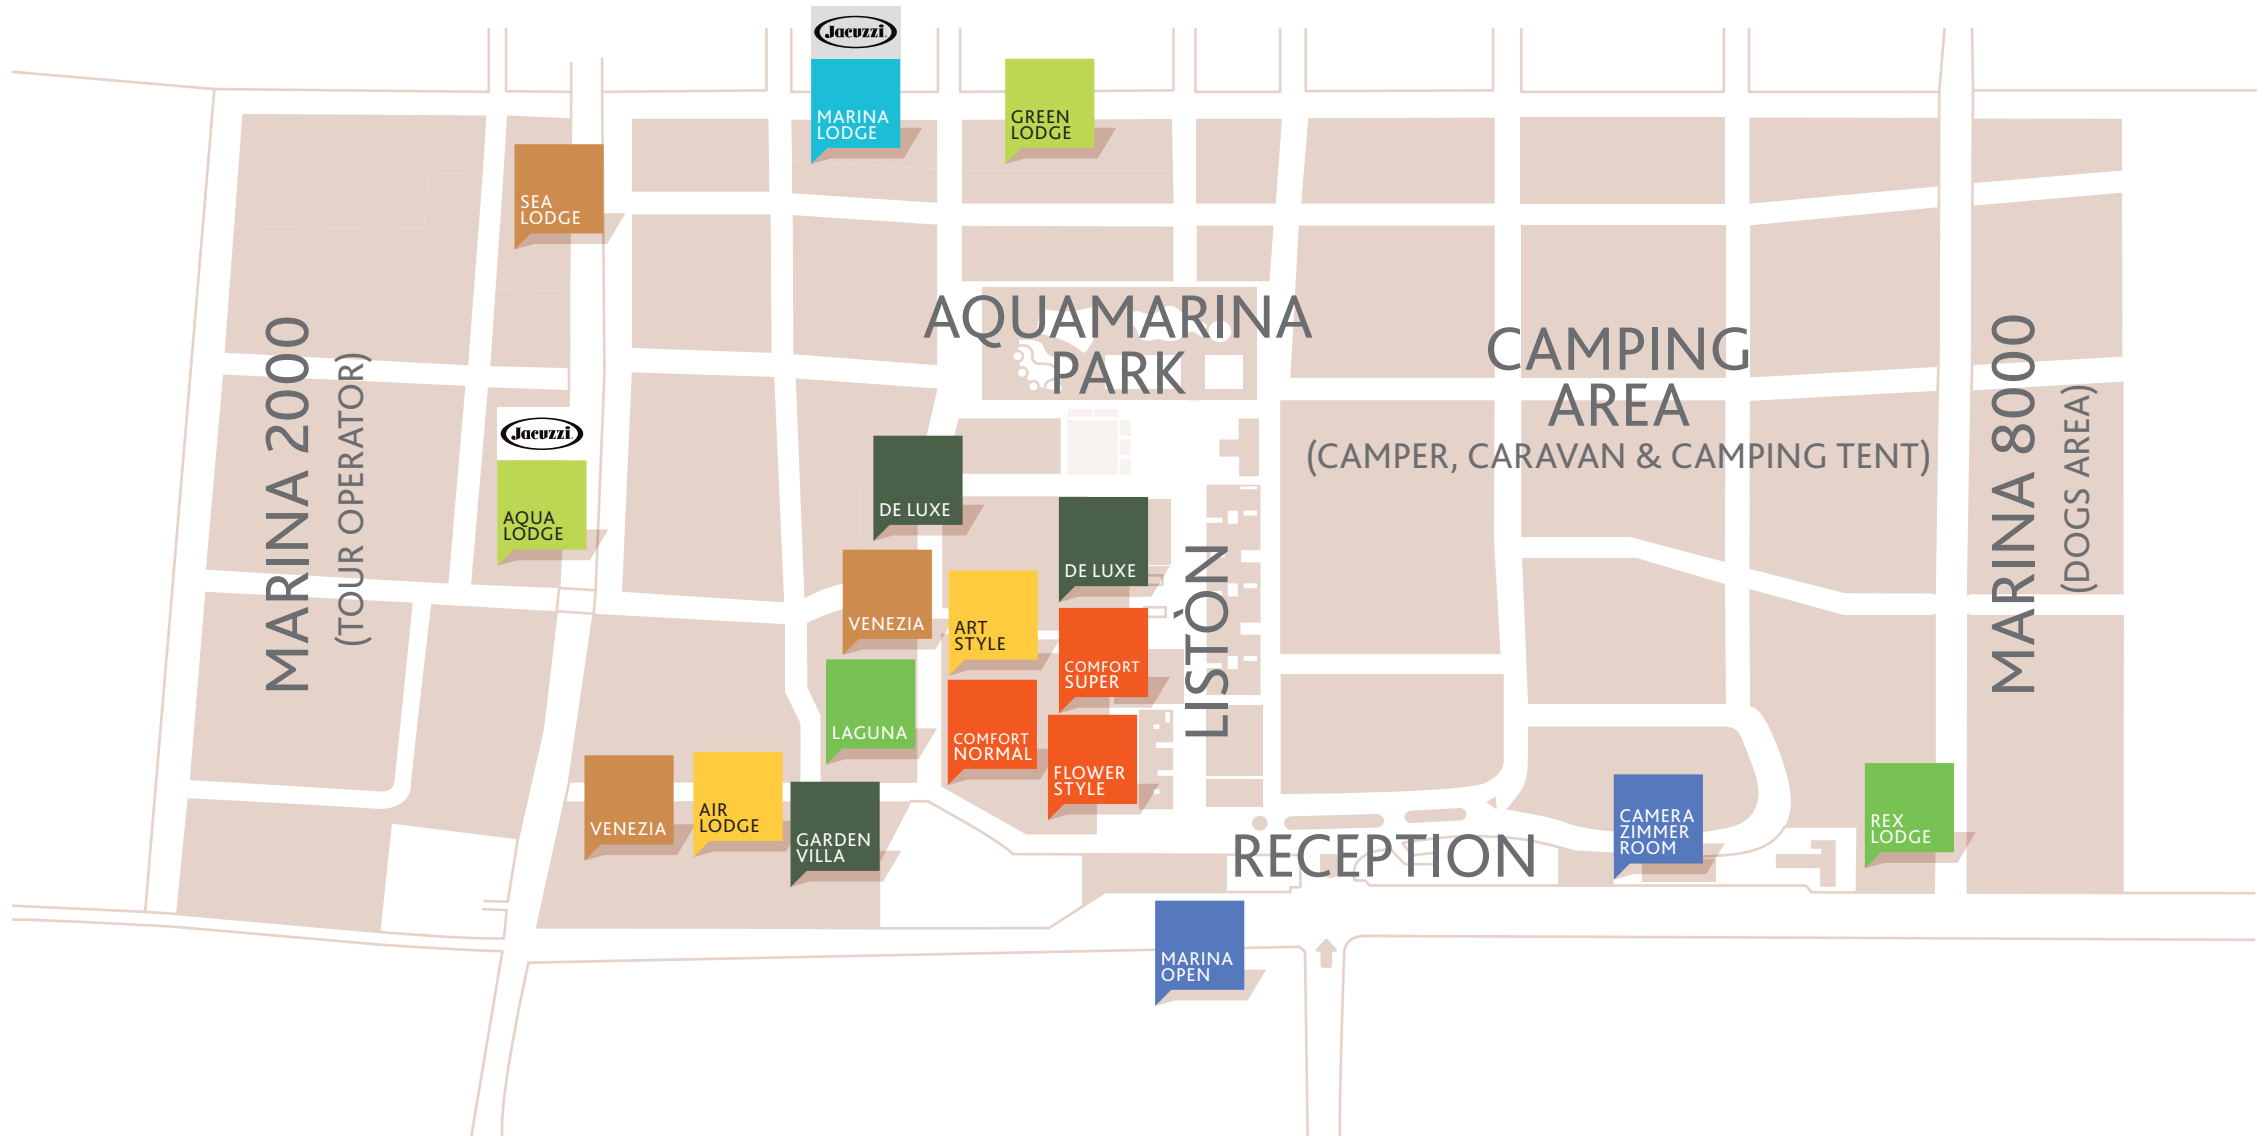 Jacuzzi
MARINA
LODGE
GREEN
LODGE
SEA
LODGE
AQUAMARINA
PARK
CAMPING
AREA
(CAMPER, CARAVAN & CAMPING TENT)
MARINA 2000
(TOUR OPERATOR)
MARINA 8000
(DOGS AREA)
Jacuzzi
AQUA
LODGE
DE LUXE
DE LUXE
VENEZIA
ART
STYLE
COMFORT
SUPER
LISTÒN
LAGUNA
COMFORT
NORMAL
FLOWER
STYLE
VENEZIA
AIR
LODGE
GARDEN
VILLA
RECEPTION
CAMERA
ZIMMER
ROOM
REX
LODGE
MARINA
OPEN